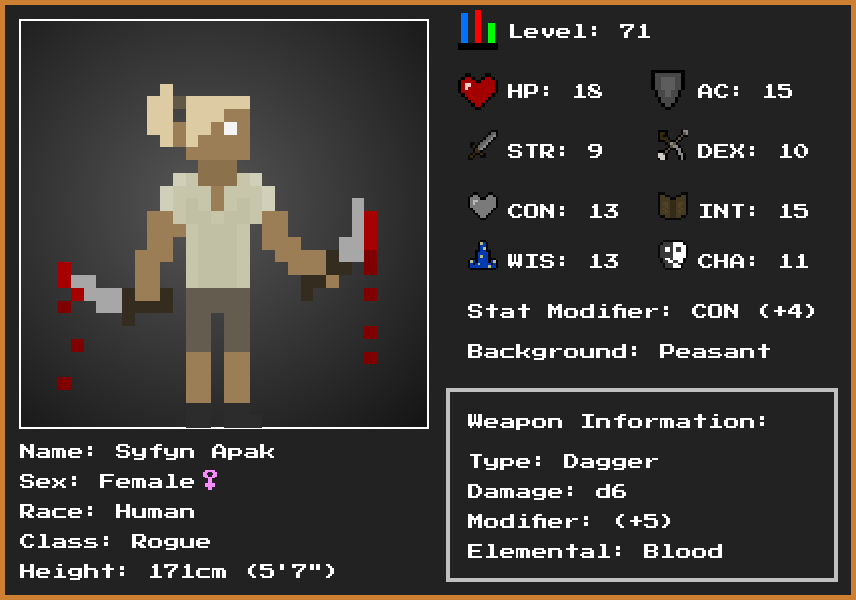 Level: 71
HP: 18
AC: 15
STR: 9
DEX: 10
CON: 13
INT: 15
WIS: 13
CHA: 11
Stat Modifier: CON (+4)
Background: Peasant
Weapon Information:
Type: Dagger
Damage: d6
Modifier: (+5)
Elemental: Blood
Name: Syfyn Apak
Sex: Female♀
Race: Human
Class: Rogue
Height: 171cm (5'7")